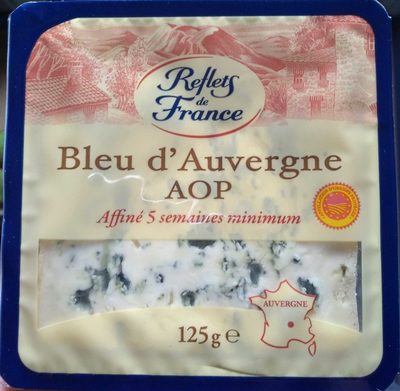 Reflets
de
France
Bleu d'Auvergne
AOP
Affiné 5 semaines minimum
AUVERGNE
125g e